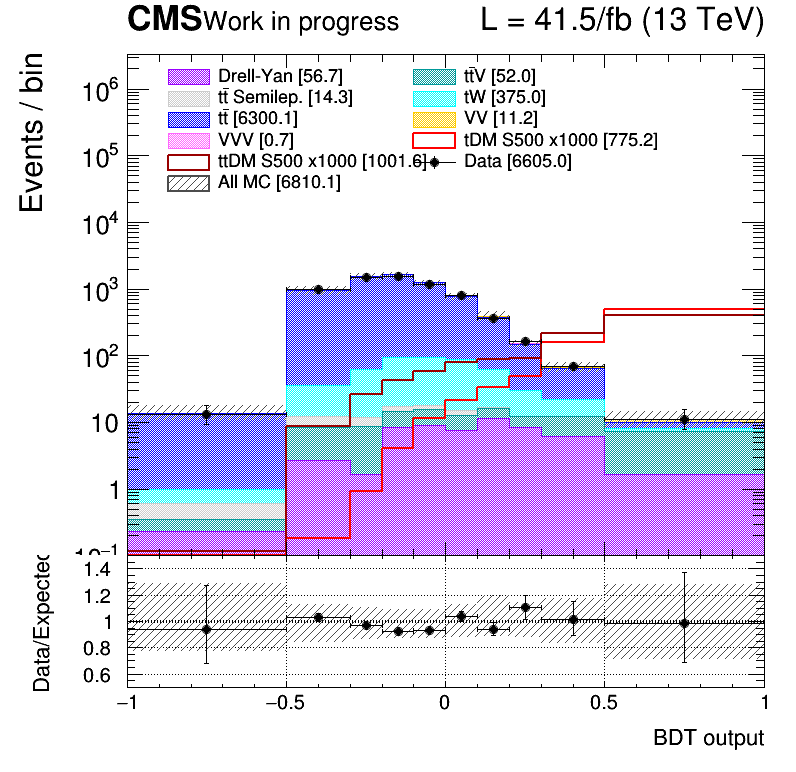 CMS Work in progress L = 41.5/fb (13 TeV)
Events / bin
Drell-Yan [56.7] tt̄V [52.0]
tt̄ Semilep. [14.3] tW [375.0]
tt̄ [6300.1] VV [11.2]
VVV [0.7] tDM S500 x1000 [775.2]
ttDM S500 x1000 [1001.6] Data [6605.0]
All MC [6810.1]
10⁶
10⁵
10⁴
10³
10²
10
1
10⁻¹
Data/Expected
1.4
1.2
1
0.8
0.6
−1 −0.5 0 0.5 1
BDT output